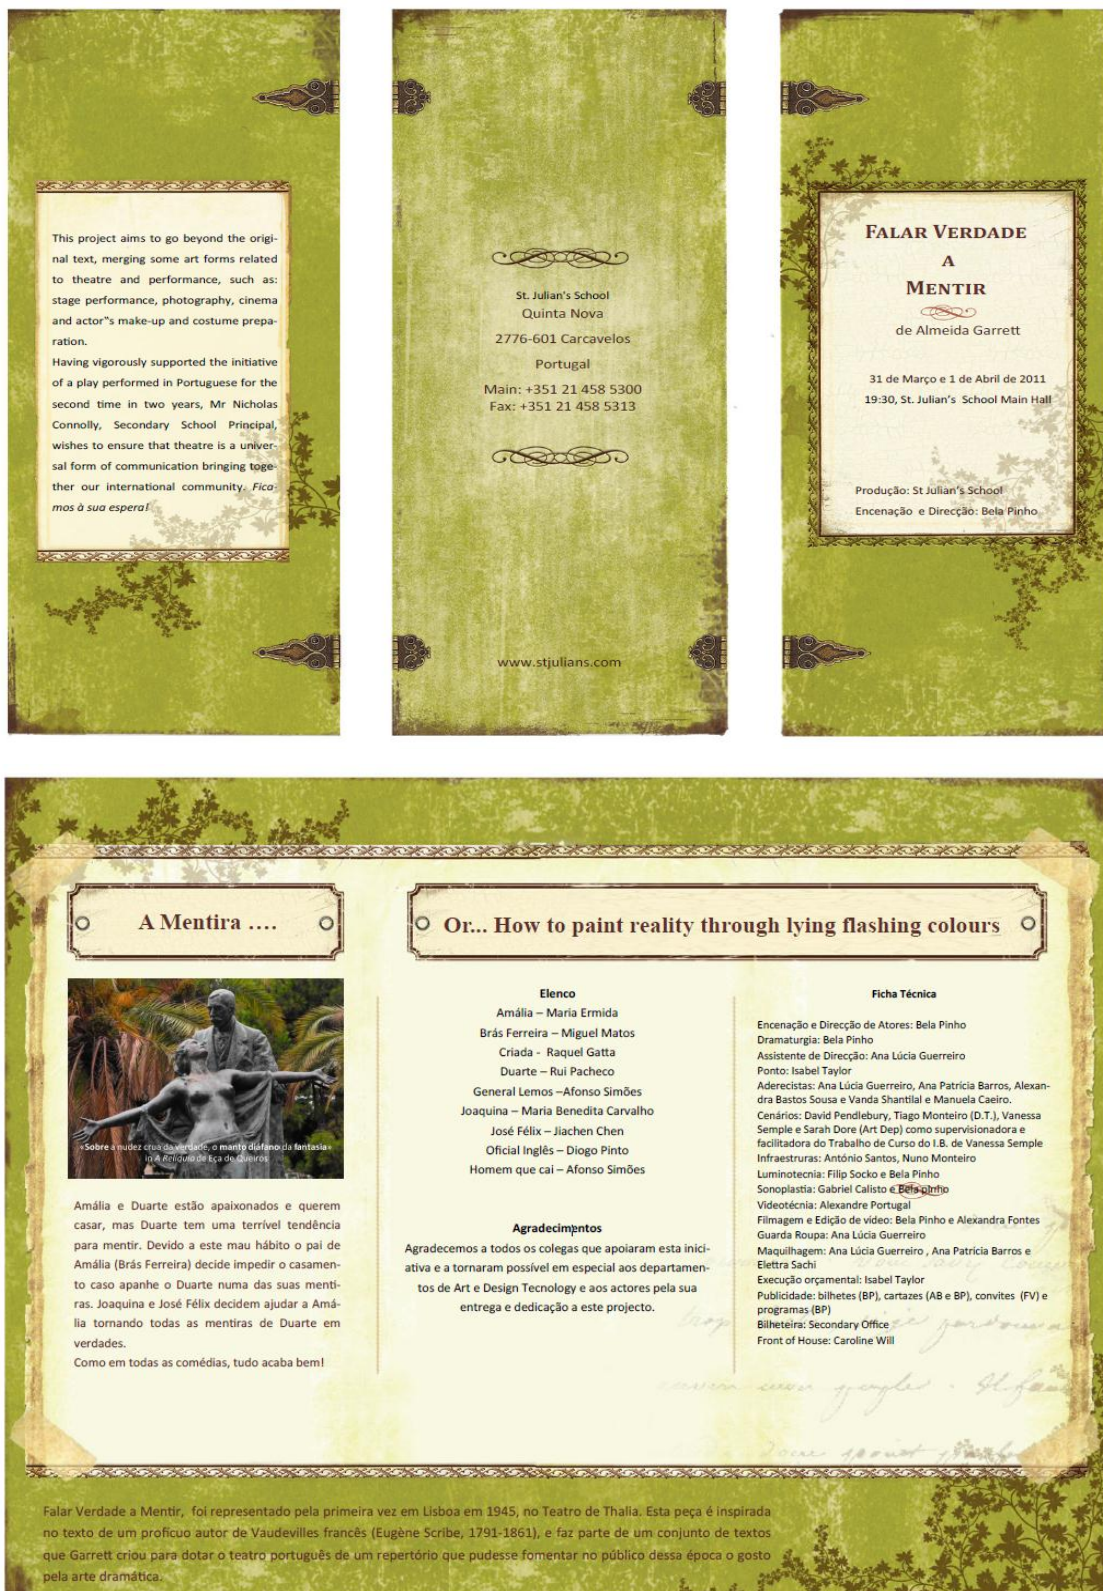 This project aims to go beyond the origi-
nal text, merging some art forms related
to theatre and performance, such as:
stage performance, photography, cinema
and actor‟s make-up and costume prepa-
ration.
Having vigorously supported the initiative
of a play performed in Portuguese for the
second time in two years, Mr Nicholas
Connolly, Secondary School Principal,
wishes to ensure that theatre is a univer-
sal form of communication bringing toge-
ther our international community. Fica-
mos à sua espera!
St. Julian's School
Quinta Nova
2776-601 Carcavelos
Portugal
Main: +351 21 458 5300
Fax: +351 21 458 5313
www.stjulians.com
Falar Verdade
a
Mentir
de Almeida Garrett
31 de Março e 1 de Abril de 2011
19:30, St. Julian's School Main Hall
Produção: St Julian's School
Encenação e Direcção: Bela Pinho
A Mentira ….
«Sobre a nudez crua da verdade, o manto diáfano da fantasia»
in A Relíquia de Eça de Queirós
Amália e Duarte estão apaixonados e querem
casar, mas Duarte tem uma terrível tendência
para mentir. Devido a este mau hábito o pai de
Amália (Brás Ferreira) decide impedir o casamen-
to caso apanhe o Duarte numa das suas menti-
ras. Joaquina e José Félix decidem ajudar a Amá-
lia tornando todas as mentiras de Duarte em
verdades.
Como em todas as comédias, tudo acaba bem!
Or... How to paint reality through lying flashing colours
Elenco
Amália – Maria Ermida
Brás Ferreira – Miguel Matos
Criada - Raquel Gatta
Duarte – Rui Pacheco
General Lemos –Afonso Simões
Joaquina – Maria Benedita Carvalho
José Félix – Jiachen Chen
Oficial Inglês – Diogo Pinto
Homem que cai – Afonso Simões
Agradecimentos
Agradecemos a todos os colegas que apoiaram esta inici-
ativa e a tornaram possível em especial aos departamen-
tos de Art e Design Tecnology e aos actores pela sua
entrega e dedicação a este projecto.
Ficha Técnica
Encenação e Direcção de Atores: Bela Pinho
Dramaturgia: Bela Pinho
Assistente de Direcção: Ana Lúcia Guerreiro
Ponto: Isabel Taylor
Aderecistas: Ana Lúcia Guerreiro, Ana Patrícia Barros, Alexan-
dra Bastos Sousa e Vanda Shantilal e Manuela Caeiro.
Cenários: David Pendlebury, Tiago Monteiro (D.T.), Vanessa
Semple e Sarah Dore (Art Dep) como supervisionadora e
facilitadora do Trabalho de Curso do I.B. de Vanessa Semple
Infraestruras: António Santos, Nuno Monteiro
Luminotecnia: Filip Socko e Bela Pinho
Sonoplastia: Gabriel Calisto e Bela pinho
Videotécnia: Alexandre Portugal
Filmagem e Edição de vídeo: Bela Pinho e Alexandra Fontes
Guarda Roupa: Ana Lúcia Guerreiro
Maquilhagem: Ana Lúcia Guerreiro , Ana Patrícia Barros e
Elettra Sachi
Execução orçamental: Isabel Taylor
Publicidade: bilhetes (BP), cartazes (AB e BP), convites (FV) e
programas (BP)
Bilheteira: Secondary Office
Front of House: Caroline Will
Falar Verdade a Mentir, foi representado pela primeira vez em Lisboa em 1945, no Teatro de Thalia. Esta peça é inspirada
no texto de um profícuo autor de Vaudevilles francês (Eugène Scribe, 1791-1861), e faz parte de um conjunto de textos
que Garrett criou para dotar o teatro português de um repertório que pudesse fomentar no público dessa época o gosto
pela arte dramática.